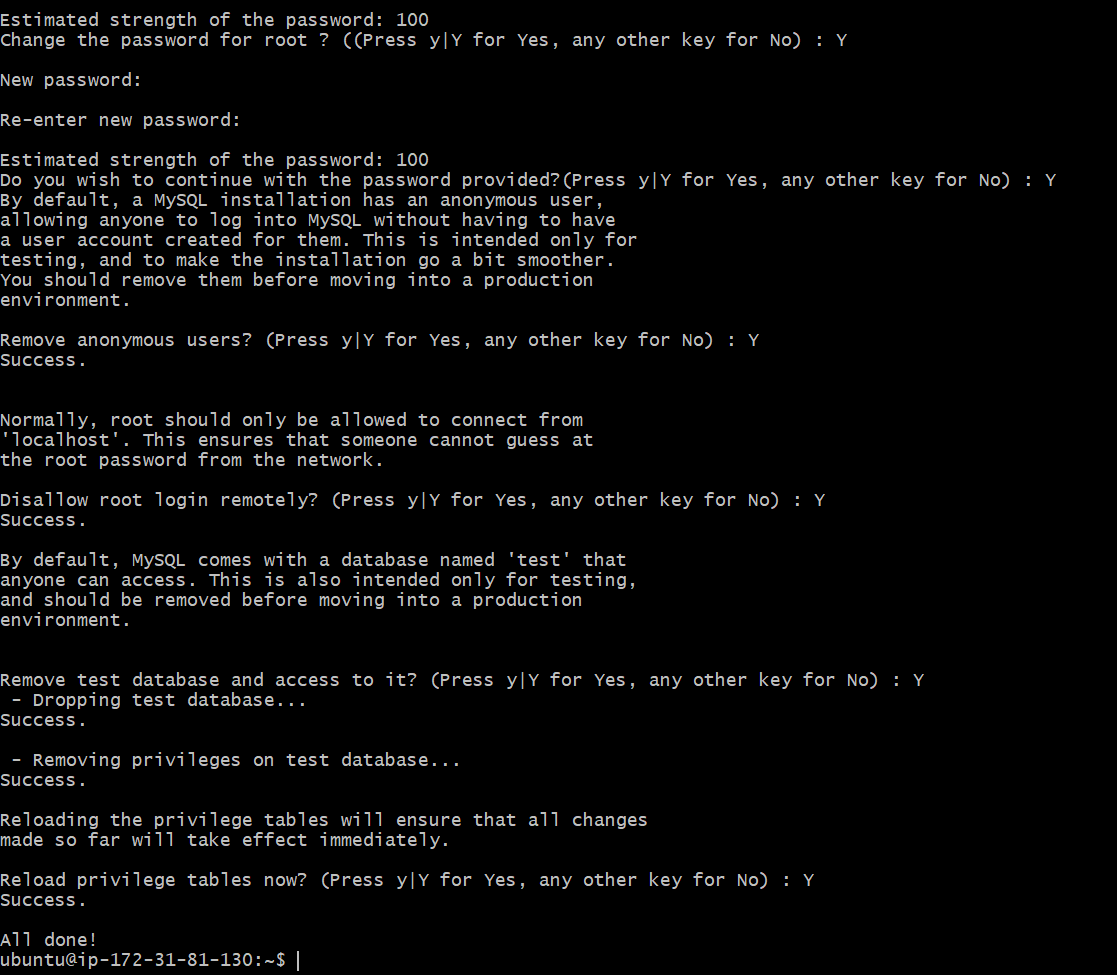 Estimated strength of the password: 100
Change the password for root ? ((Press y|Y for Yes, any other key for No) : Y
New password:
Re-enter new password:
Estimated strength of the password: 100
Do you wish to continue with the password provided?(Press y|Y for Yes, any other key for No) : Y
By default, a MySQL installation has an anonymous user,
allowing anyone to log into MySQL without having to have
a user account created for them. This is intended only for
testing, and to make the installation go a bit smoother.
You should remove them before moving into a production
environment.
Remove anonymous users? (Press y|Y for Yes, any other key for No) : Y
Success.
Normally, root should only be allowed to connect from
'localhost'. This ensures that someone cannot guess at
the root password from the network.
Disallow root login remotely? (Press y|Y for Yes, any other key for No) : Y
Success.
By default, MySQL comes with a database named 'test' that
anyone can access. This is also intended only for testing,
and should be removed before moving into a production
environment.
Remove test database and access to it? (Press y|Y for Yes, any other key for No) : Y
 - Dropping test database...
Success.
 - Removing privileges on test database...
Success.
Reloading the privilege tables will ensure that all changes
made so far will take effect immediately.
Reload privilege tables now? (Press y|Y for Yes, any other key for No) : Y
Success.
All done!
ubuntu@ip-172-31-81-130:~$